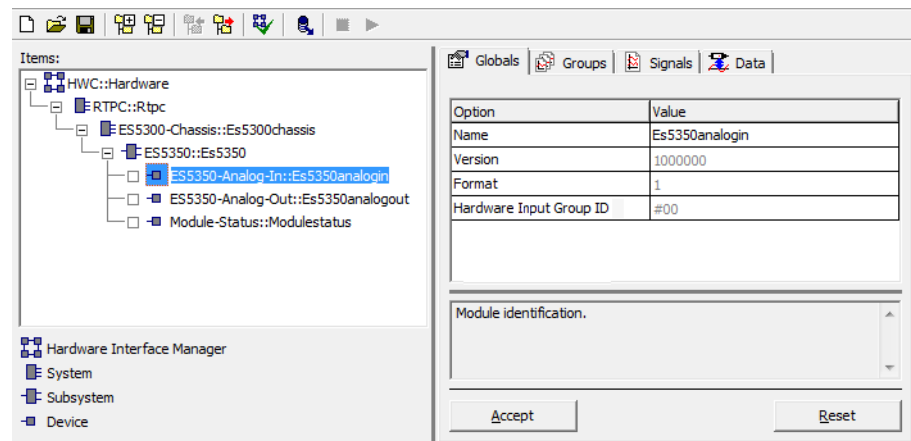 Items:
HWC::Hardware
RTPC::Rtpc
ES5300-Chassis::Es5300chassis
ES5350::Es5350
ES5350-Analog-In::Es5350analogin
ES5350-Analog-Out::Es5350analogout
Module-Status::Modulestatus
Hardware Interface Manager
System
Subsystem
Device
Globals Groups Signals Data
Option Value
Name Es5350analogin
Version 1000000
Format 1
Hardware Input Group ID #00
Module identification.
Accept Reset